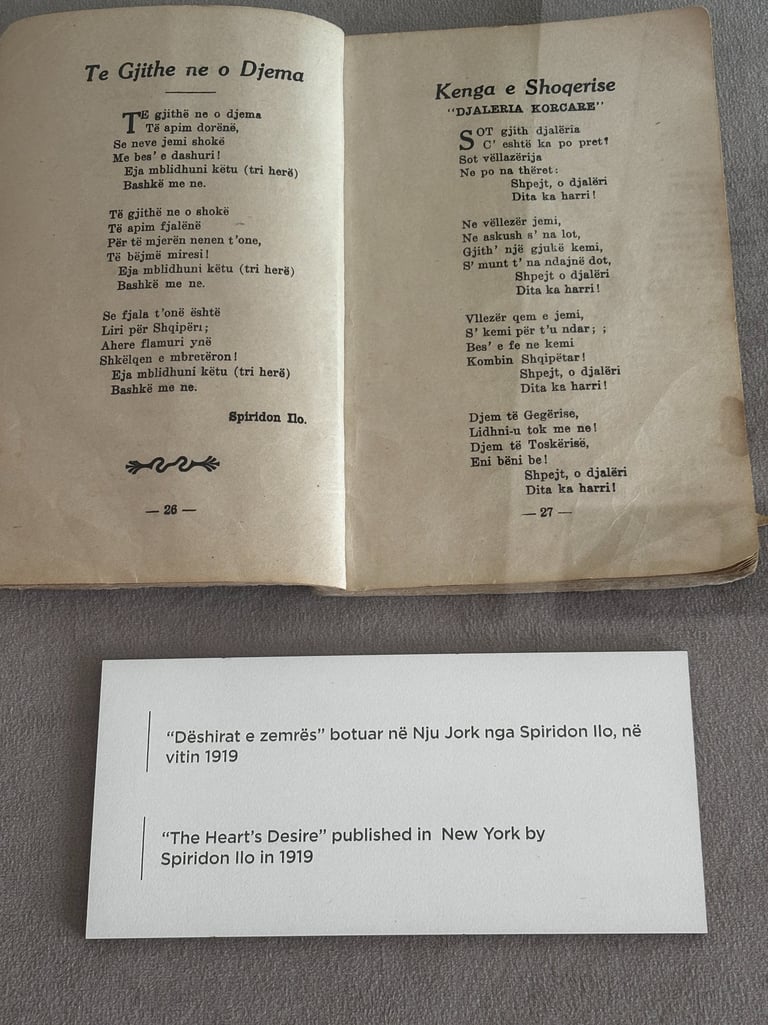 Te Gjithe ne o Djema
TE gjithë ne o djema
Të apim dorënë,
Se neve jemi shokë
Me bes' e dashuri!
Eja mblidhuni këtu (tri herë)
Bashkë me ne.
Të gjithë ne o shokë
Të apim fjalënë
Për të mjerën nenen t'one,
Të bëjmë miresi!
Eja mblidhuni këtu (tri herë)
Bashkë me ne.
Se fjala t'onë është
Liri për Shqipëri;
Ahere flamuri ynë
Shkëlqen e mbretëron!
Eja mblidhuni këtu (tri herë)
Bashkë me ne.
Spiridon Ilo.
— 26 —
Kenga e Shoqerise
"DJALERIA KORCARE"
SOT gjith djalëria
C' eshtë ka po pret?
Sot vëllazërija
Ne po na thëret:
Shpejt, o djalëri
Dita ka harri!
Ne vëllezër jemi,
Ne askush s' na lot,
Gjith' një gjukë kemi,
S' munt t' na ndajnë dot,
Shpejt o djalëri
Dita ka harri!
Vllezër qem e jemi,
S' kemi për t'u ndar; ;
Bes' e fe ne kemi
Kombin Shqipëtar!
Shpejt, o djalëri
Dita ka harri!
Djem të Gegërise,
Lidhni-u tok me ne!
Djem të Toskërisë,
Eni bëni be!
Shpejt, o djalëri
Dita ka harri!
— 27 —
"Dëshirat e zemrës" botuar në Nju Jork nga Spiridon Ilo, në
vitin 1919
"The Heart's Desire" published in New York by
Spiridon Ilo in 1919